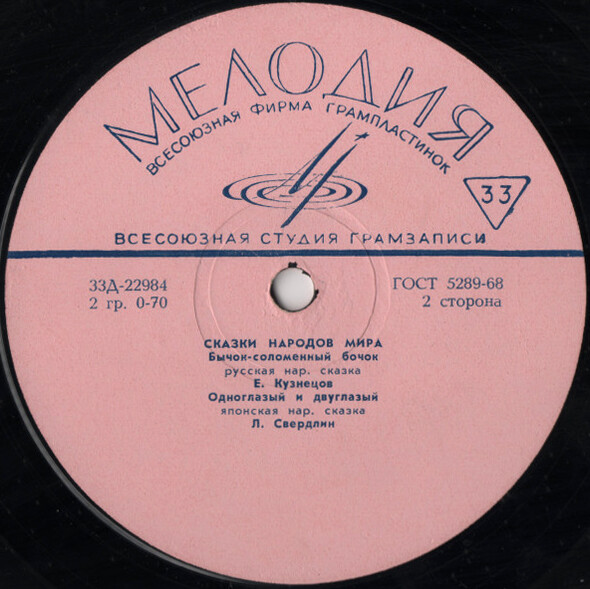 МЕЛОДИЯ
ВСЕСОЮЗНАЯ ФИРМА ГРАМПЛАСТИНОК
33
ВСЕСОЮЗНАЯ СТУДИЯ ГРАМЗАПИСИ
33Д-22984
2 гр. 0-70
ГОСТ 5289-68
2 сторона
СКАЗКИ НАРОДОВ МИРА
Бычок-соломенный бочок
русская нар. сказка
Е. Кузнецов
Одноглазый и двуглазый
японская нар. сказка
Л. Свердлин